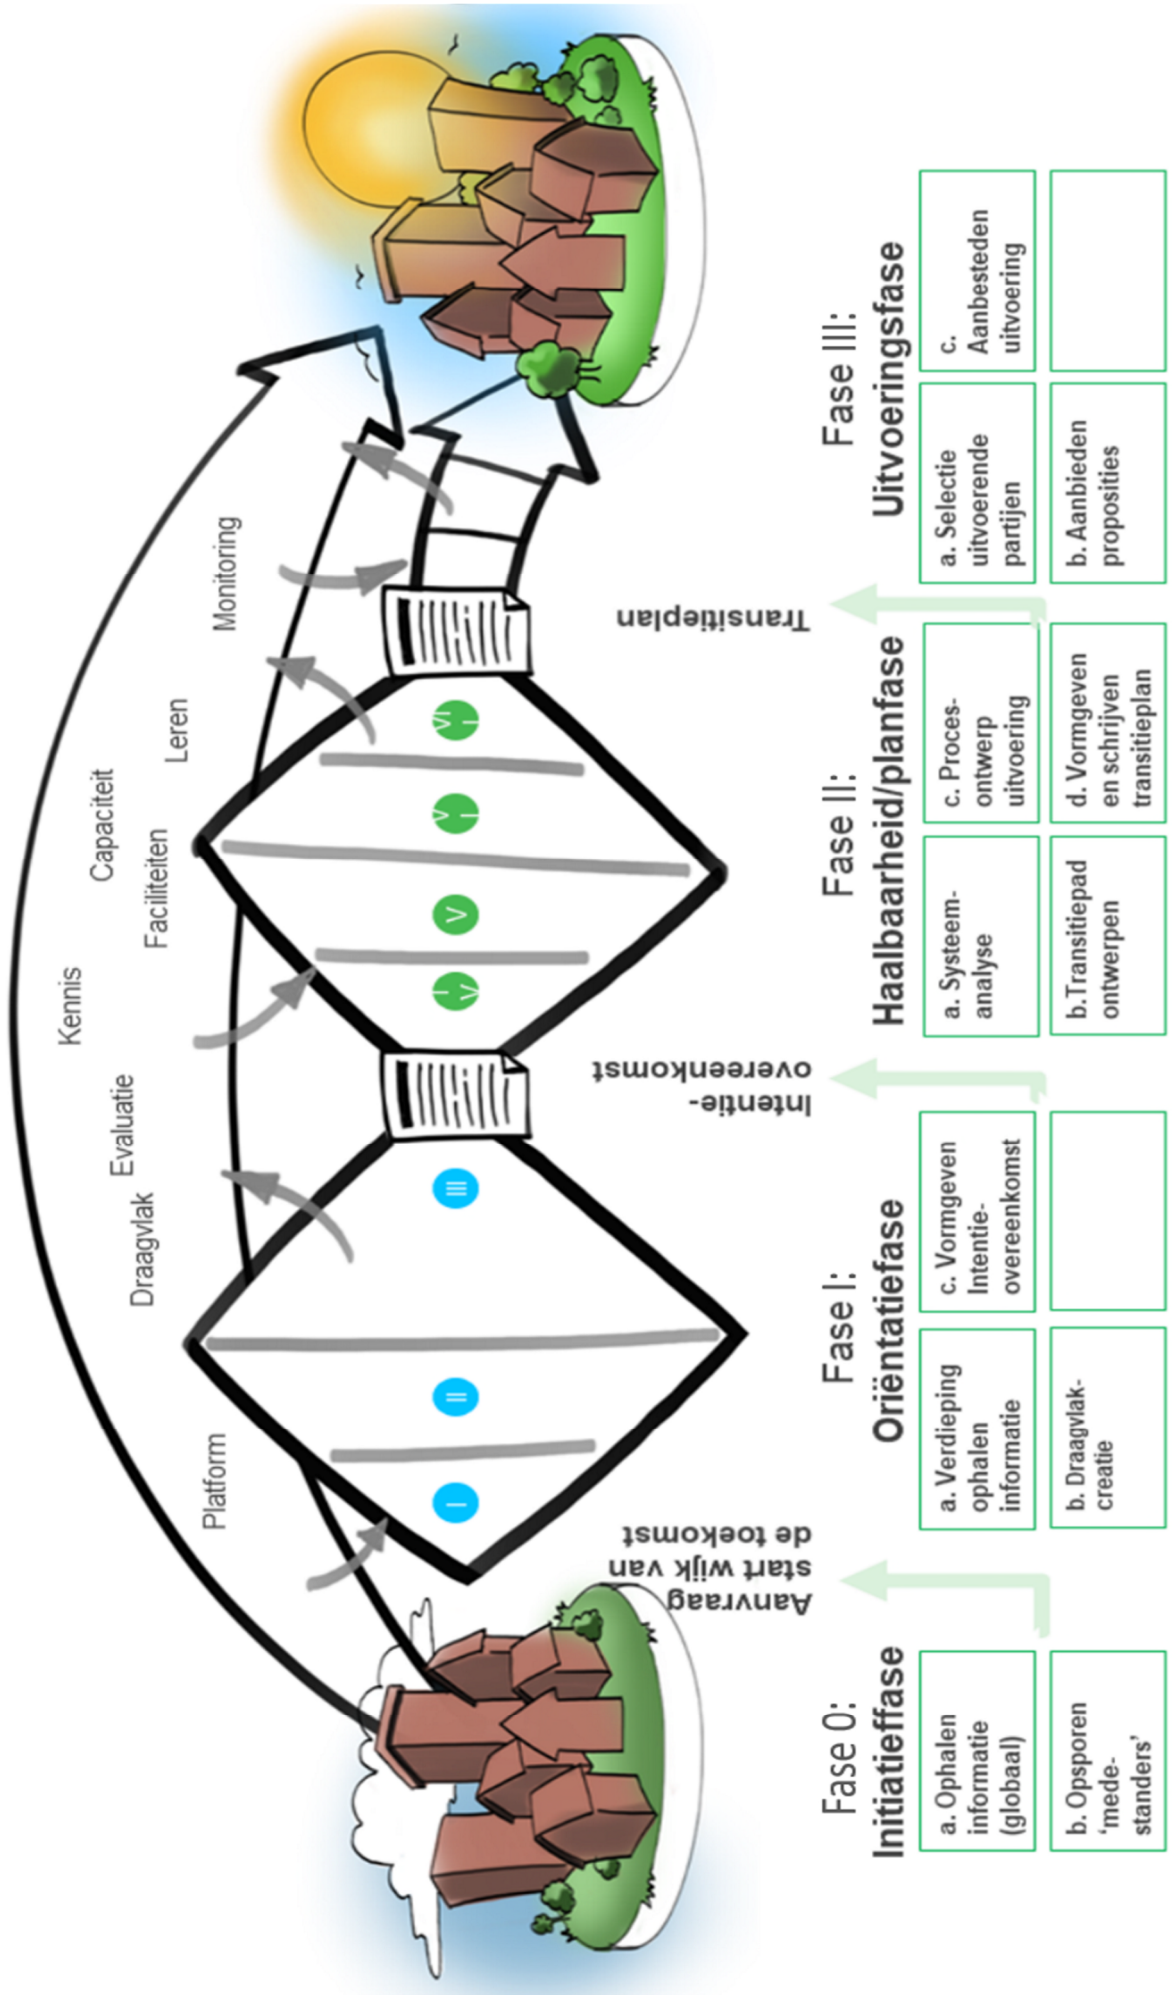 Platform
Draagvlak
Evaluatie
Kennis
Faciliteiten
Capaciteit
Leren
Monitoring
I
II
III
I
V
V
V
I
VI
I
Aanvraag
start wijk van
de toekomst
Intentie-
overeenkomst
Transitieplan
Fase 0:
Initiatieffase
a. Ophalen
informatie
(globaal)
b. Opsporen
‘mede-
standers’
Fase I:
Oriëntatiefase
a. Verdieping
ophalen
informatie
c. Vormgeven
Intentie-
overeenkomst
b. Draagvlak-
creatie
Fase II:
Haalbaarheid/planfase
a. Systeem-
analyse
c. Proces-
ontwerp
uitvoering
b.Transitiepad
ontwerpen
d. Vormgeven
en schrijven
transitieplan
Fase III:
Uitvoeringsfase
a. Selectie
uitvoerende
partijen
c.
Aanbesteden
uitvoering
b. Aanbieden
proposities